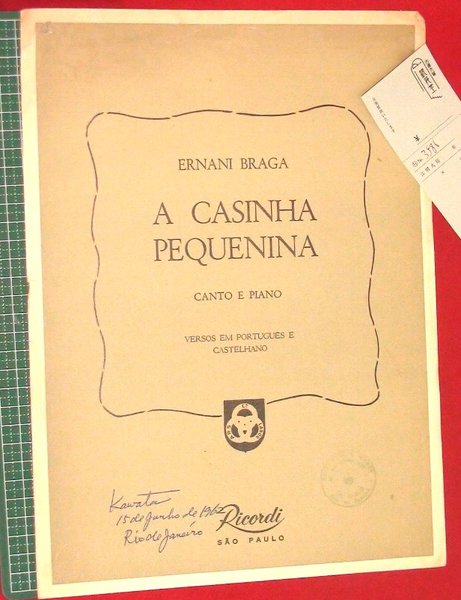 ERNANI BRAGA
A CASINHA
PEQUENINA
CANTO E PIANO
VERSOS EM PORTUGUÊS E
CASTELHANO
Kawata
15 de Junho de 1962
Rio de Janeiro
Ricordi
SÃO PAULO